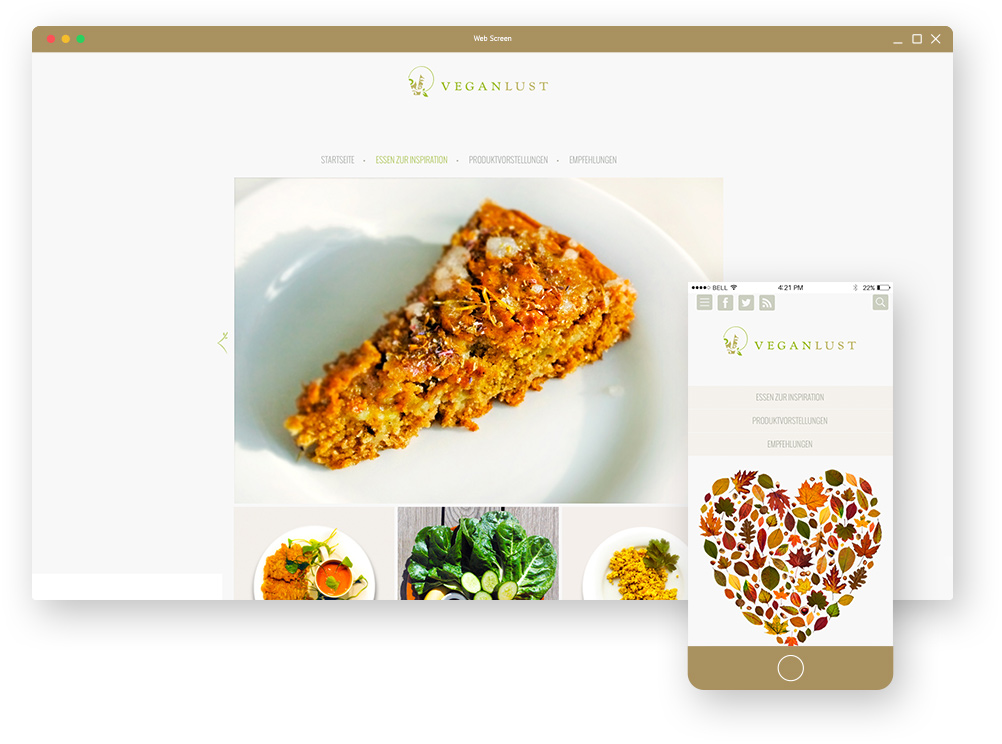 Web Screen
VEGANLUST
STARTSEITE • ESSEN ZUR INSPIRATION • PRODUKTVORSTELLUNGEN • EMPFEHLUNGEN
BELL 4:21 PM 22%
VEGANLUST
ESSEN ZUR INSPIRATION
PRODUKTVORSTELLUNGEN
EMPFEHLUNGEN